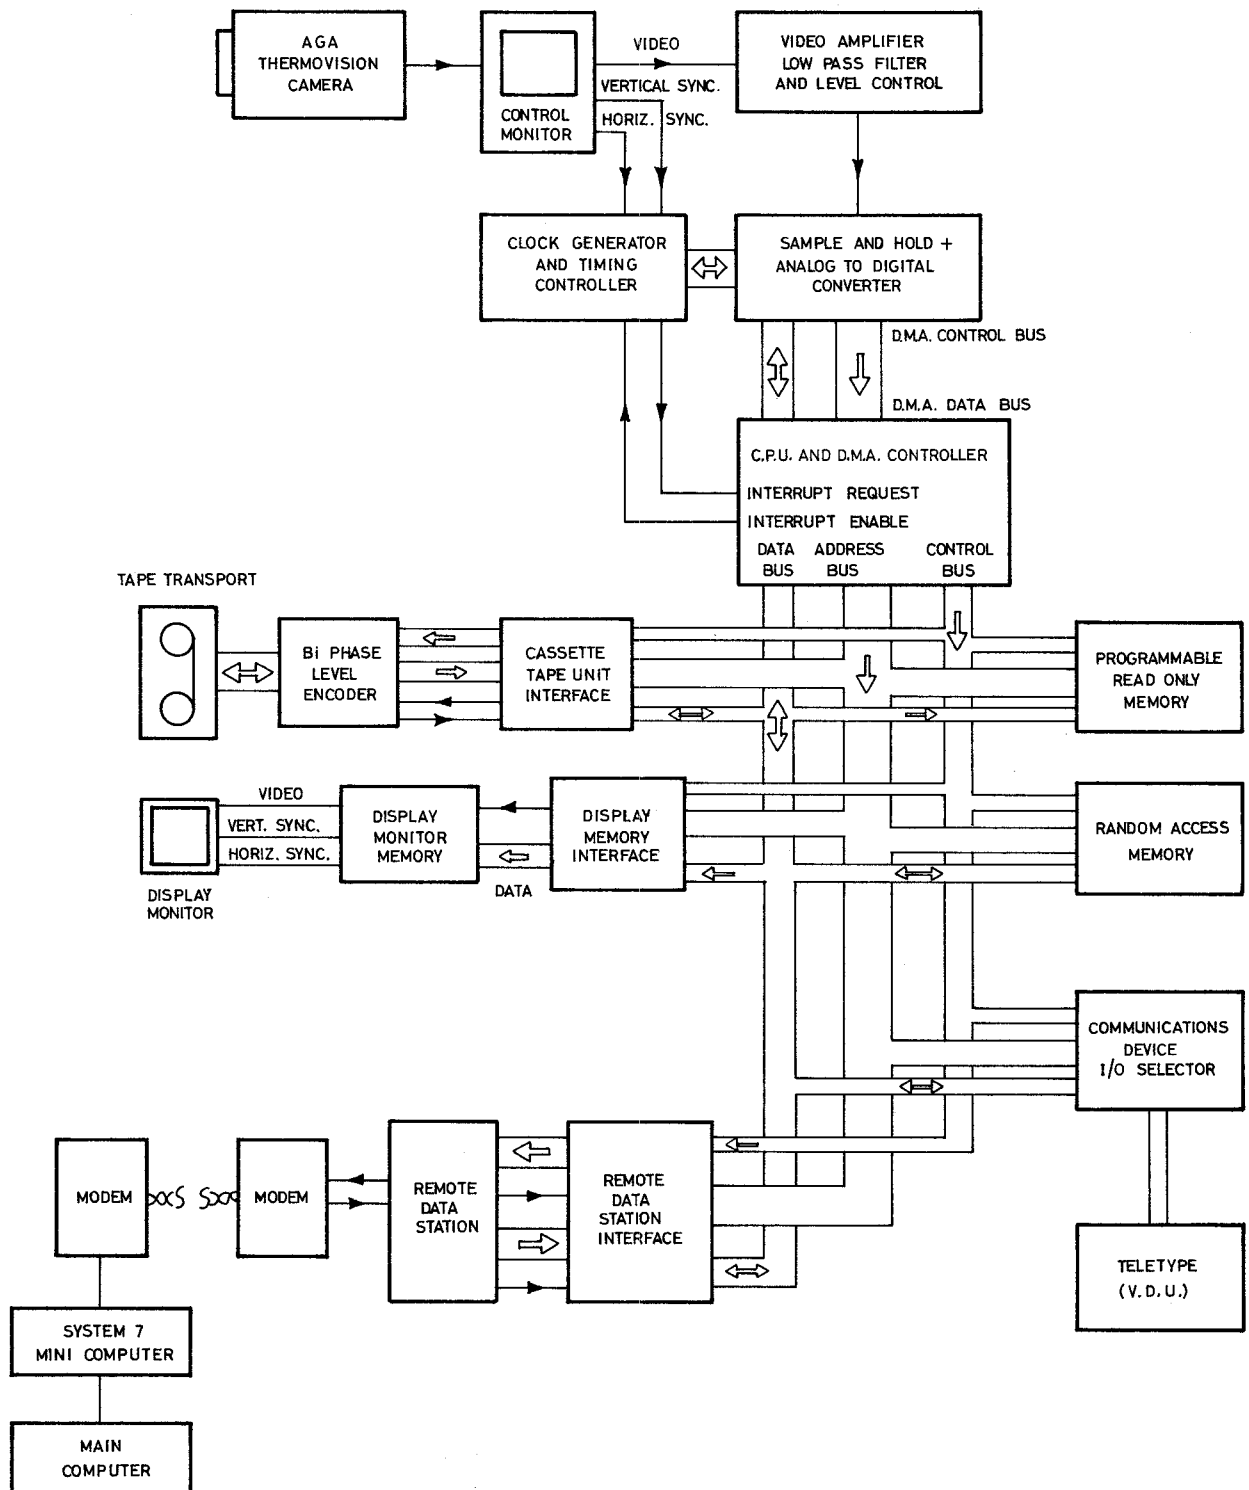 AGA
THERMOVISION
CAMERA
CONTROL
MONITOR
VIDEO
VERTICAL SYNC.
HORIZ. SYNC.
VIDEO AMPLIFIER
LOW PASS FILTER
AND LEVEL CONTROL
CLOCK GENERATOR
AND TIMING
CONTROLLER
SAMPLE AND HOLD +
ANALOG TO DIGITAL
CONVERTER
D.M.A. CONTROL BUS
D.M.A. DATA BUS
C.P.U. AND D.M.A. CONTROLLER
INTERRUPT REQUEST
INTERRUPT ENABLE
DATA
BUS
ADDRESS
BUS
CONTROL
BUS
TAPE TRANSPORT
Bi PHASE
LEVEL
ENCODER
CASSETTE
TAPE UNIT
INTERFACE
PROGRAMMABLE
READ ONLY
MEMORY
VIDEO
VERT. SYNC.
HORIZ. SYNC.
DISPLAY
MONITOR
DISPLAY
MONITOR
MEMORY
DATA
DISPLAY
MEMORY
INTERFACE
RANDOM ACCESS
MEMORY
COMMUNICATIONS
DEVICE
I/O SELECTOR
MODEM
MODEM
REMOTE
DATA
STATION
REMOTE
DATA
STATION
INTERFACE
TELETYPE
(V.D.U.)
SYSTEM 7
MINI COMPUTER
MAIN
COMPUTER